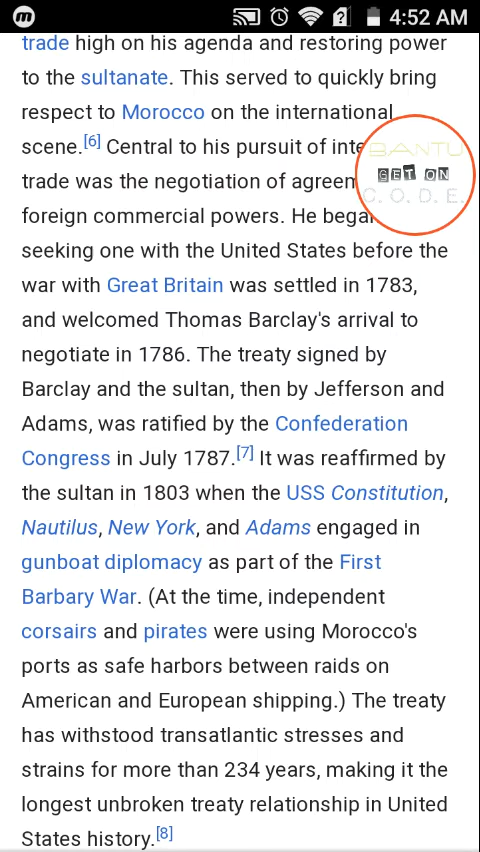 4:52 AM
trade high on his agenda and restoring power
to the sultanate. This served to quickly bring
respect to Morocco on the international
scene.[6] Central to his pursuit of inte
trade was the negotiation of agreem
foreign commercial powers. He bega
BANTU
GET ON
C. O. D. E.
seeking one with the United States before the
war with Great Britain was settled in 1783,
and welcomed Thomas Barclay's arrival to
negotiate in 1786. The treaty signed by
Barclay and the sultan, then by Jefferson and
Adams, was ratified by the Confederation
Congress in July 1787.[7] It was reaffirmed by
the sultan in 1803 when the USS Constitution,
Nautilus, New York, and Adams engaged in
gunboat diplomacy as part of the First
Barbary War. (At the time, independent
corsairs and pirates were using Morocco's
ports as safe harbors between raids on
American and European shipping.) The treaty
has withstood transatlantic stresses and
strains for more than 234 years, making it the
longest unbroken treaty relationship in United
States history.[8]